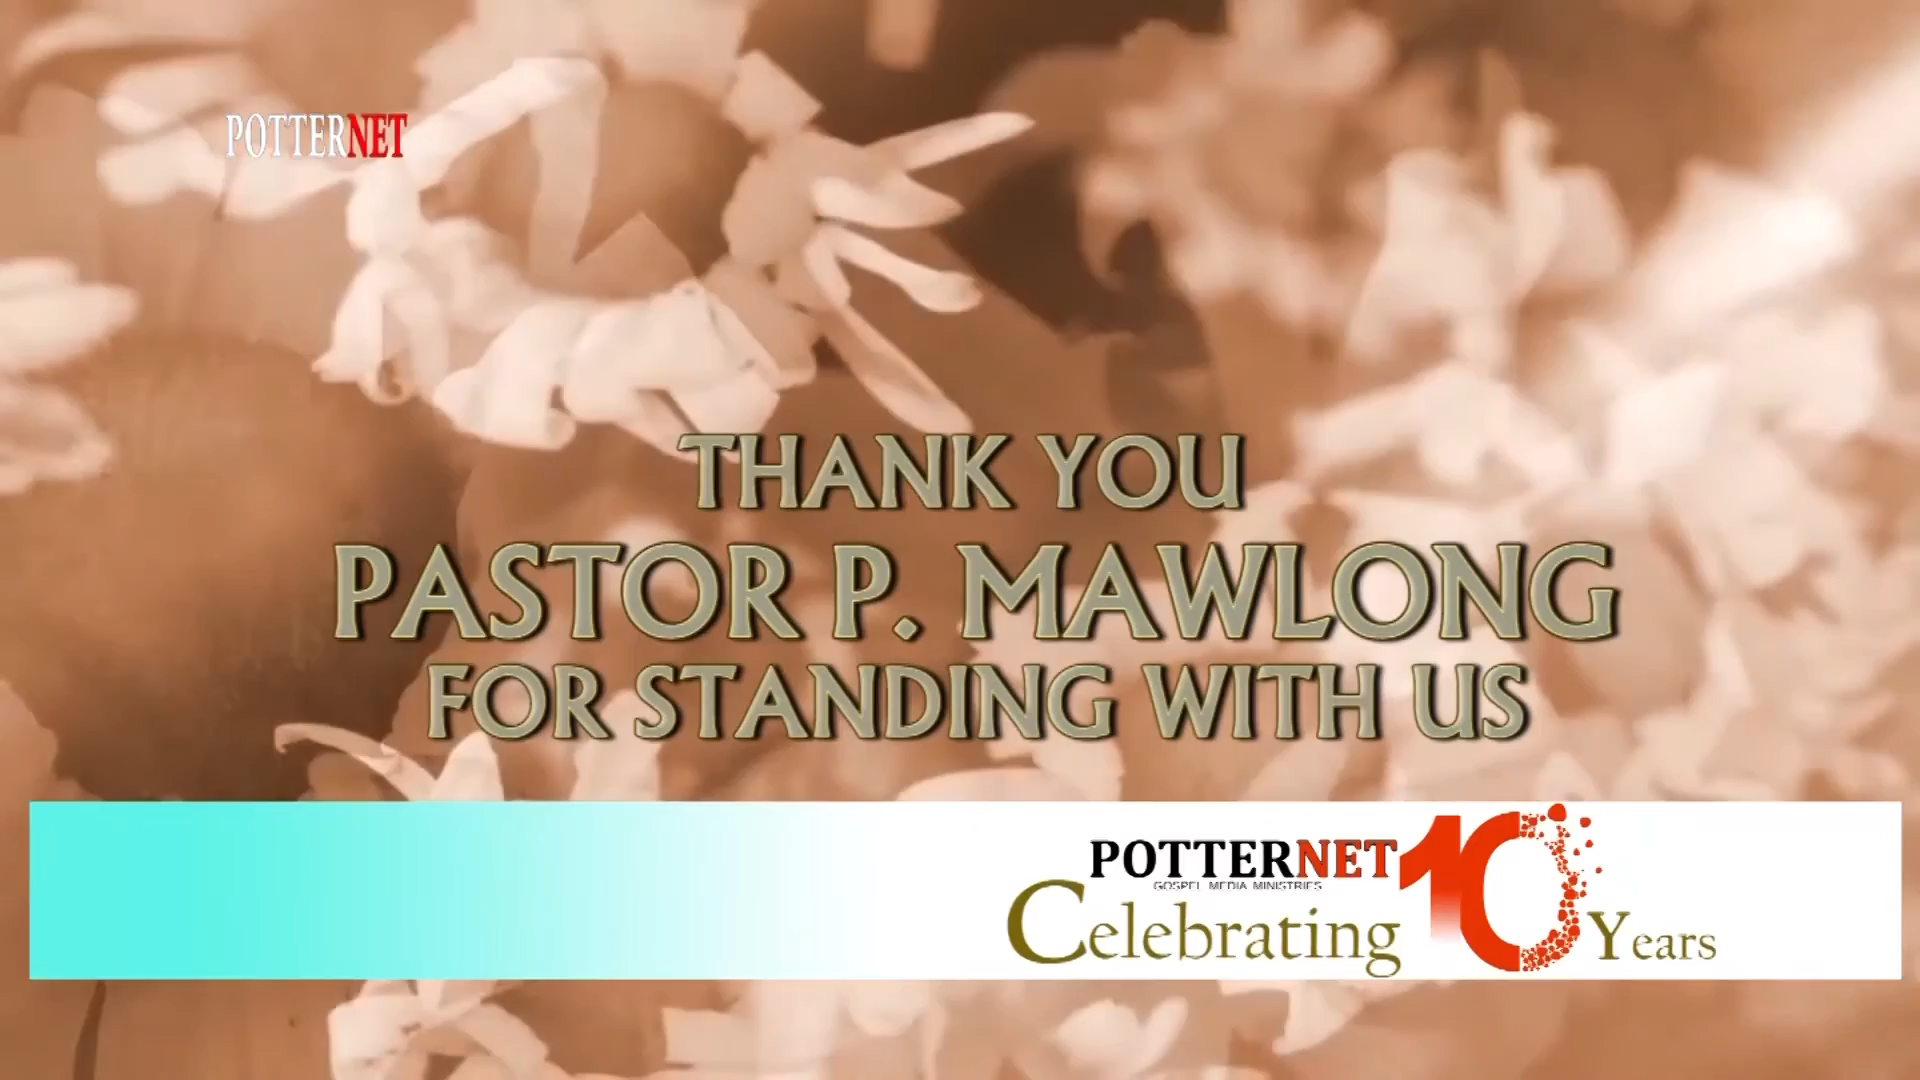 POTTERNET
THANK YOU
PASTOR P. MAWLONG
FOR STANDING WITH US
POTTERNET
GOSPEL MEDIA MINISTRIES
Celebrating 10 Years